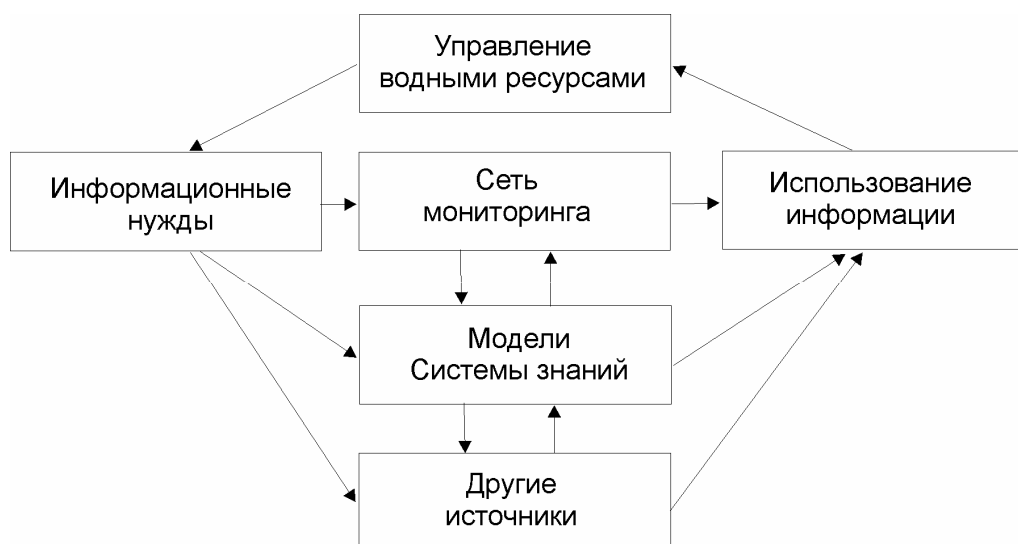 Управление
водными ресурсами
Информационные
нужды
Сеть
мониторинга
Использование
информации
Модели
Системы знаний
Другие
источники